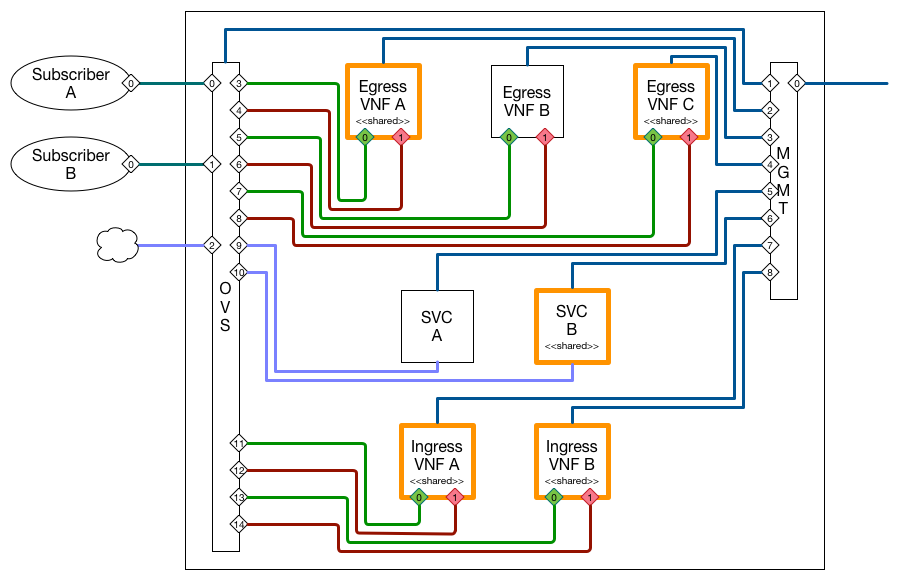 Subscriber
A
0
0
Subscriber
B
0
1
2
3
4
5
6
7
8
9
10
O
V
S
11
12
13
14
Egress
VNF A
<<shared>>
0
1
Egress
VNF B
0
1
Egress
VNF C
<<shared>>
0
1
SVC
A
SVC
B
<<shared>>
Ingress
VNF A
<<shared>>
0
1
Ingress
VNF B
<<shared>>
0
1
1
0
2
3
4
5
6
7
8
M
G
M
T